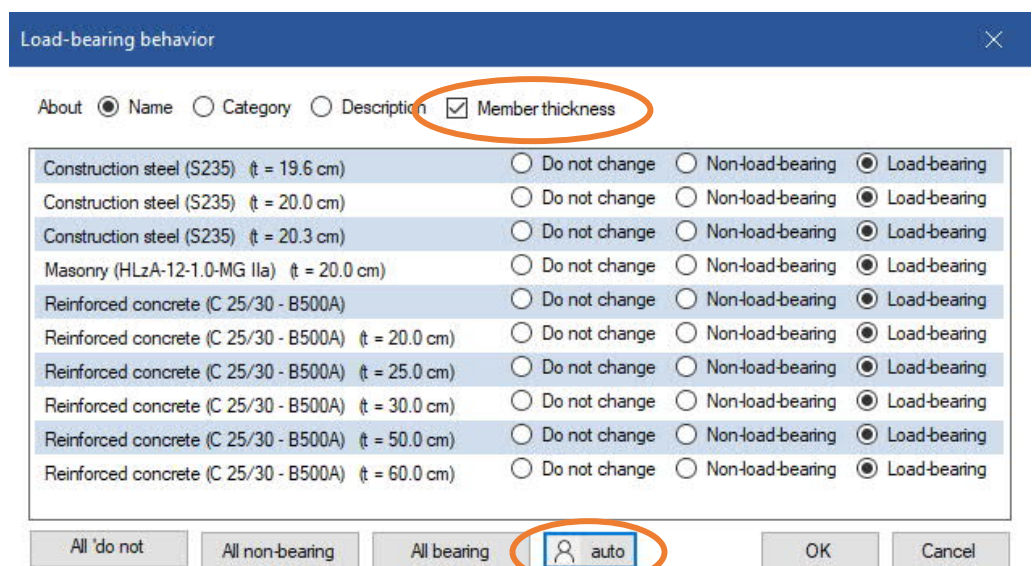 Load-bearing behavior
About Name Category Description Member thickness
Construction steel (S235) (t = 19.6 cm) Do not change Non-load-bearing Load-bearing
Construction steel (S235) (t = 20.0 cm) Do not change Non-load-bearing Load-bearing
Construction steel (S235) (t = 20.3 cm) Do not change Non-load-bearing Load-bearing
Masonry (HLzA-12-1.0-MG IIa) (t = 20.0 cm) Do not change Non-load-bearing Load-bearing
Reinforced concrete (C 25/30 - B500A) Do not change Non-load-bearing Load-bearing
Reinforced concrete (C 25/30 - B500A) (t = 20.0 cm) Do not change Non-load-bearing Load-bearing
Reinforced concrete (C 25/30 - B500A) (t = 25.0 cm) Do not change Non-load-bearing Load-bearing
Reinforced concrete (C 25/30 - B500A) (t = 30.0 cm) Do not change Non-load-bearing Load-bearing
Reinforced concrete (C 25/30 - B500A) (t = 50.0 cm) Do not change Non-load-bearing Load-bearing
Reinforced concrete (C 25/30 - B500A) (t = 60.0 cm) Do not change Non-load-bearing Load-bearing
All 'do not All non-bearing All bearing auto OK Cancel